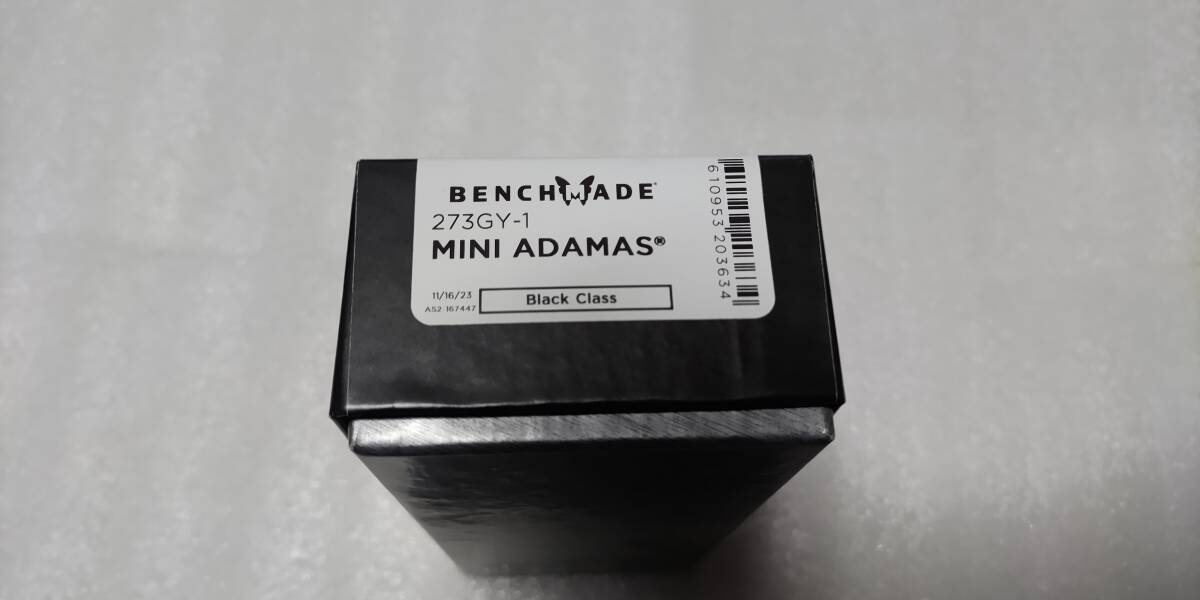 BENCHMADE®
273GY-1
MINI ADAMAS®
11/16/23
A52 167447
Black Class
610953 203634